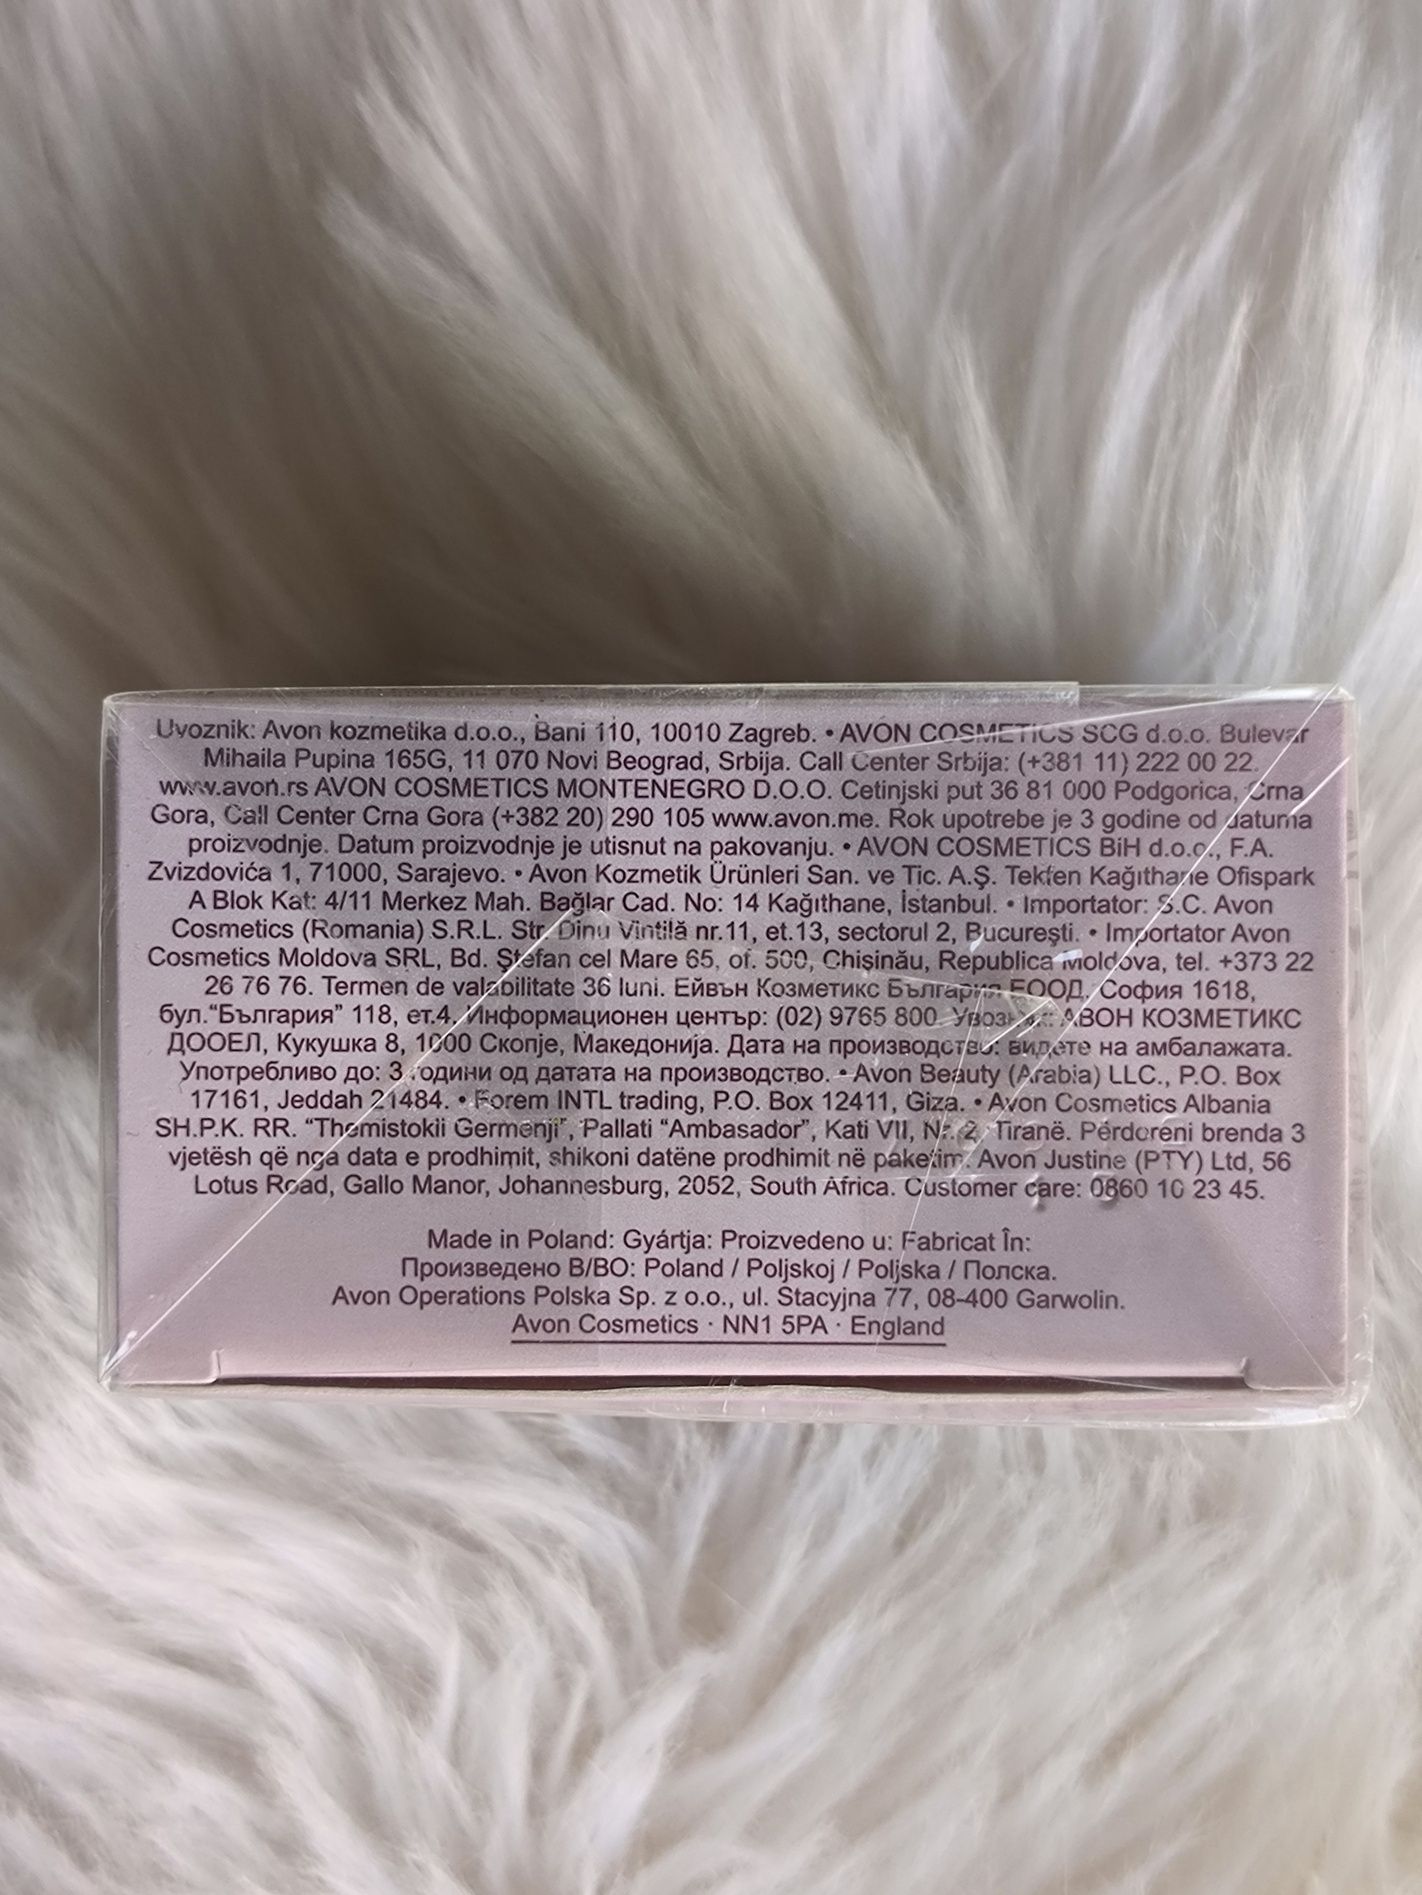 Uvoznik: Avon kozmetika d.o.o., Bani 110, 10010 Zagreb. • AVON COSMETICS SCG d.o.o. Bulevar
Mihaila Pupina 165G, 11 070 Novi Beograd, Srbija. Call Center Srbija: (+381 11) 222 00 22.
www.avon.rs AVON COSMETICS MONTENEGRO D.O.O. Cetinjski put 36 81 000 Podgorica, Crna
Gora, Call Center Crna Gora (+382 20) 290 105 www.avon.me. Rok upotrebe je 3 godine od datuma
proizvodnje. Datum proizvodnje je utisnut na pakovanju. • AVON COSMETICS BiH d.o.o., F.A.
Zvizdovića 1, 71000, Sarajevo. • Avon Kozmetik Ürünleri San. ve Tic. A.Ş. Tekfen Kağıthane Ofispark
A Blok Kat: 4/11 Merkez Mah. Bağlar Cad. No: 14 Kağıthane, İstanbul. • Importator: S.C. Avon
Cosmetics (Romania) S.R.L. Str. Dinu Vintilă nr.11, et.13, sectorul 2, Bucureşti. • Importator Avon
Cosmetics Moldova SRL, Bd. Ştefan cel Mare 65, of. 500, Chişinău, Republica Moldova, tel. +373 22
26 76 76. Termen de valabilitate 36 luni. Ейвън Козметикс България ЕООД, София 1618,
бул.“България” 118, ет.4, Информационен център: (02) 9765 800. Увозник: АВОН КОЗМЕТИКС
ДООЕЛ, Кукушка 8, 1000 Скопје, Македонија. Дата на производство: видете на амбалажата.
Употребливо до: 3 години од датата на производство. • Avon Beauty (Arabia) LLC., P.O. Box
17161, Jeddah 21484. • Forem INTL trading, P.O. Box 12411, Giza. • Avon Cosmetics Albania
SH.P.K. RR. “Themistokli Germenji”, Pallati “Ambasador”, Kati VII, Nr. 2, Tiranë. Përdoreni brenda 3
vjetësh që nga data e prodhimit, shikoni datëne prodhimit në paketim. Avon Justine (PTY) Ltd, 56
Lotus Road, Gallo Manor, Johannesburg, 2052, South Africa. Customer care: 0860 10 23 45.
Made in Poland: Gyártja: Proizvedeno u: Fabricat În:
Произведено В/ВО: Poland / Poljskoj / Poljska / Полска.
Avon Operations Polska Sp. z o.o., ul. Stacyjna 77, 08-400 Garwolin.
Avon Cosmetics · NN1 5PA · England